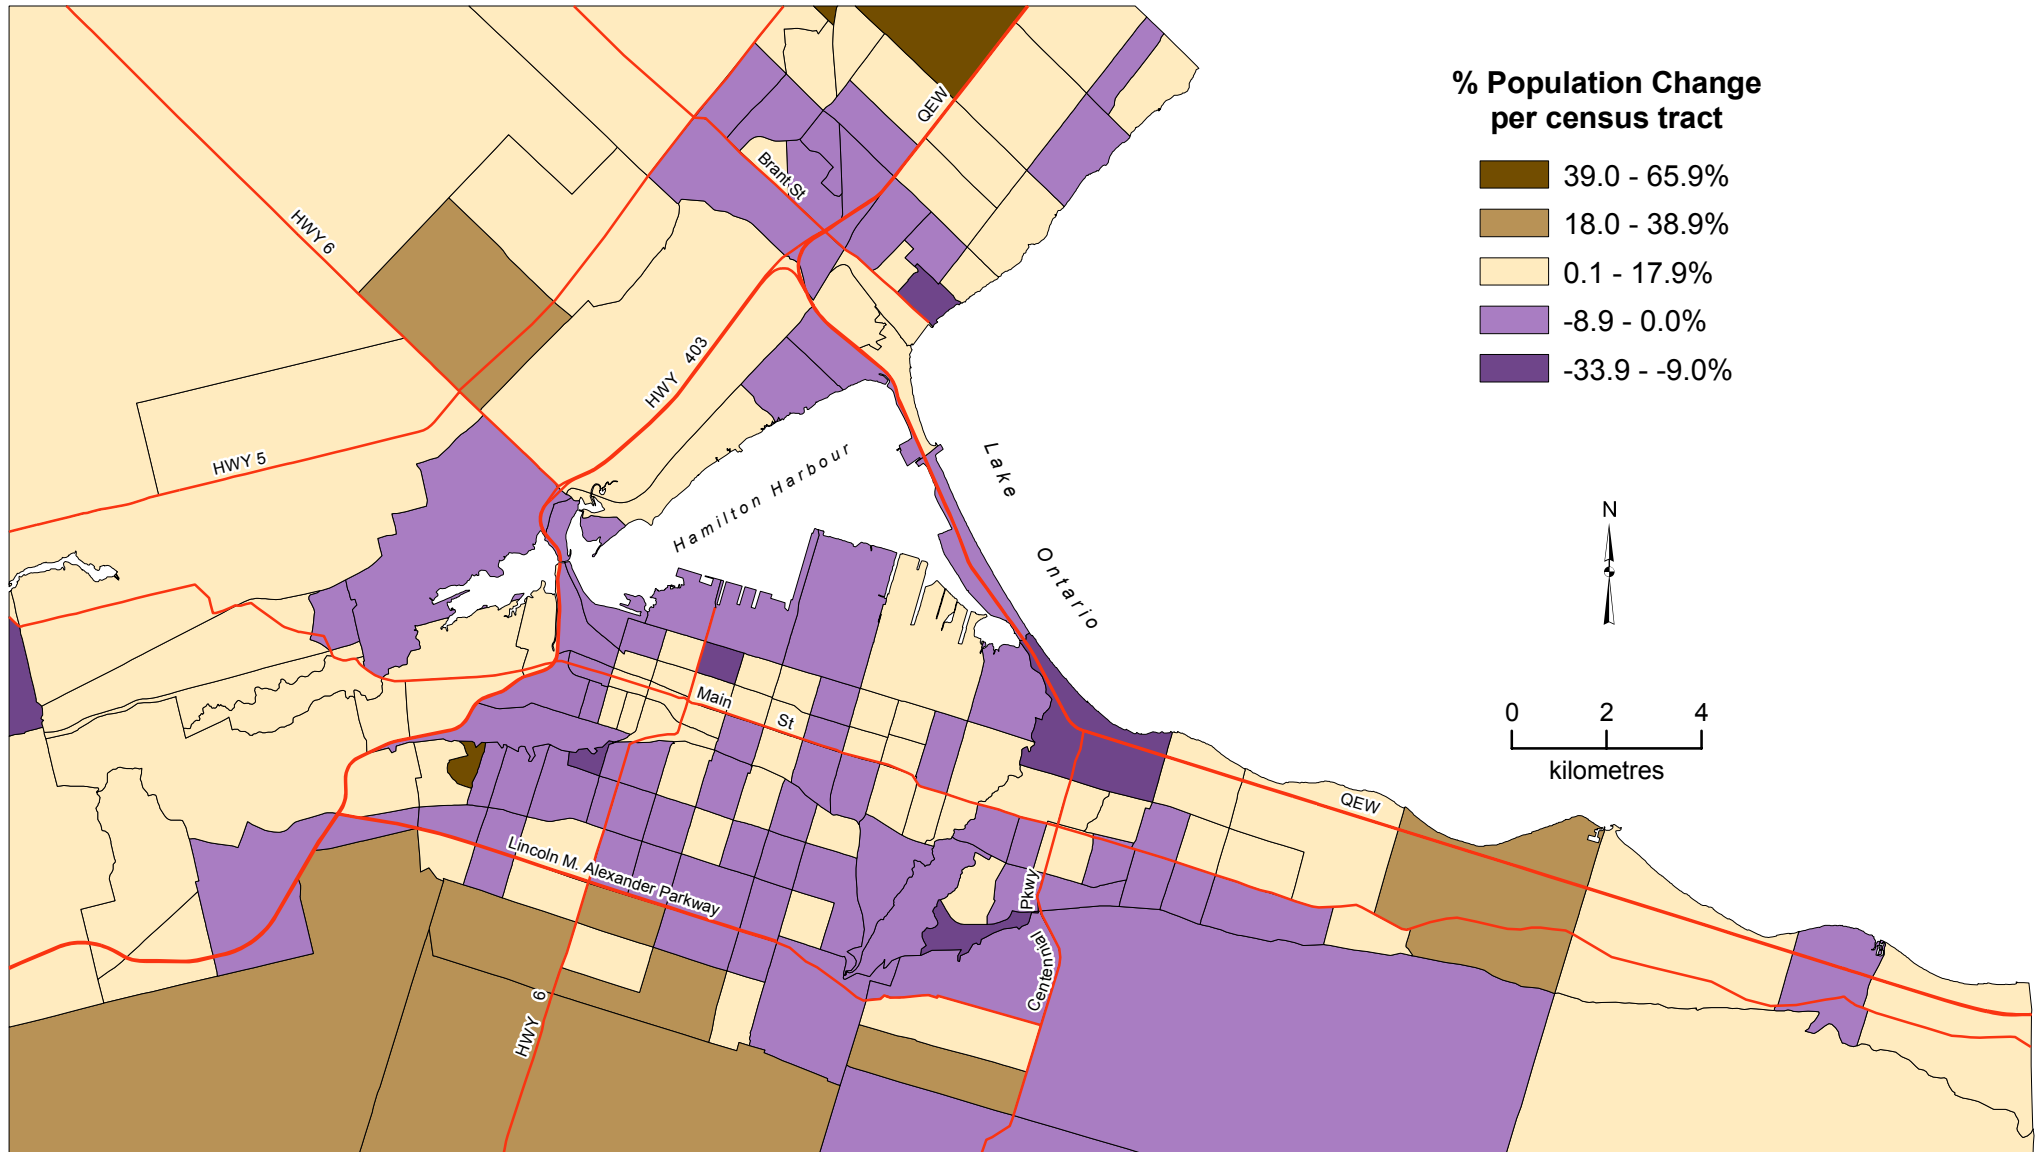 % Population Change
per census tract
39.0 - 65.9%
18.0 - 38.9%
0.1 - 17.9%
-8.9 - 0.0%
-33.9 - -9.0%
QEW
Brant St
HWY 6
HWY 403
HWY 5
Hamilton Harbour
Lake
Ontario
N
0 2 4
kilometres
Main St
QEW
Lincoln M. Alexander Parkway
Centennial Pkwy
HWY 6